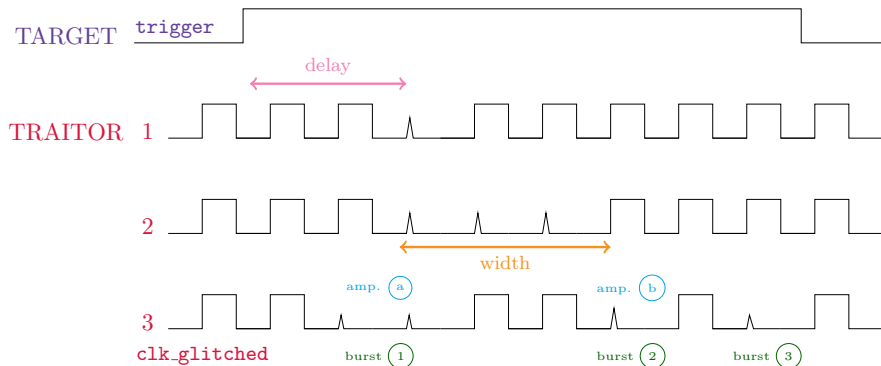 TARGET trigger
delay
TRAITOR 1
2
width
amp. a amp. b
3
clk_glitched burst 1 burst 2 burst 3